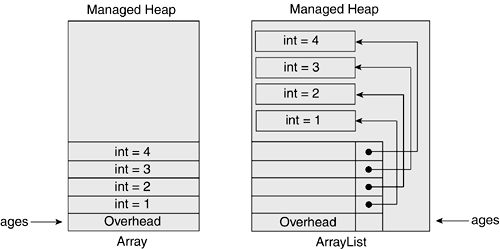 Managed Heap
int = 4
int = 3
int = 2
int = 1
ages
Overhead
Array
Managed Heap
int = 4
int = 3
int = 2
int = 1
Overhead
ages
ArrayList